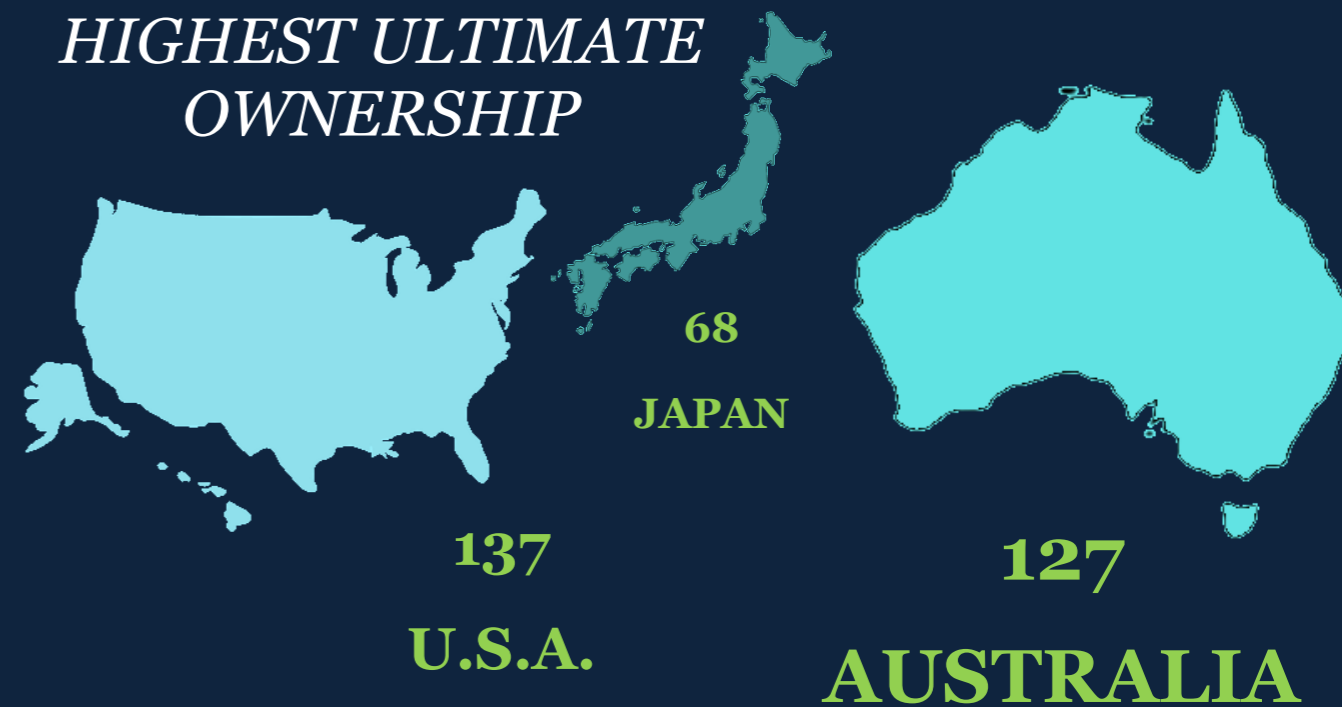 HIGHEST ULTIMATE
OWNERSHIP
68
JAPAN
137
U.S.A.
127
AUSTRALIA